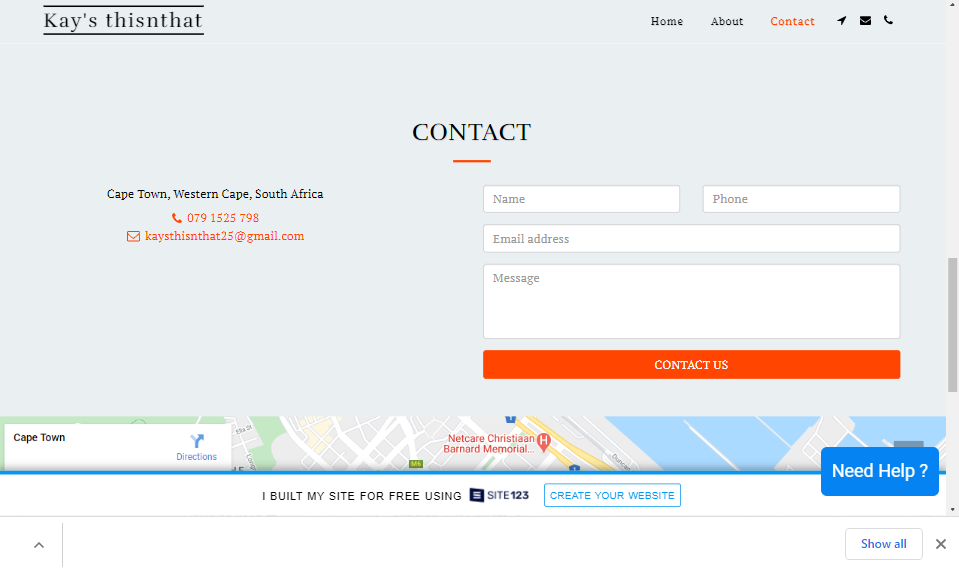 Kay's thisnthat
Home
About
Contact
CONTACT
Cape Town, Western Cape, South Africa
079 1525 798
kaysthisnthat25@gmail.com
Name
Phone
Email address
Message
CONTACT US
Cape Town
Directions
Netcare Christiaan
Barnard Memorial...
H
M6
Need Help ?
I BUILT MY SITE FOR FREE USING
SITE123
CREATE YOUR WEBSITE
Show all